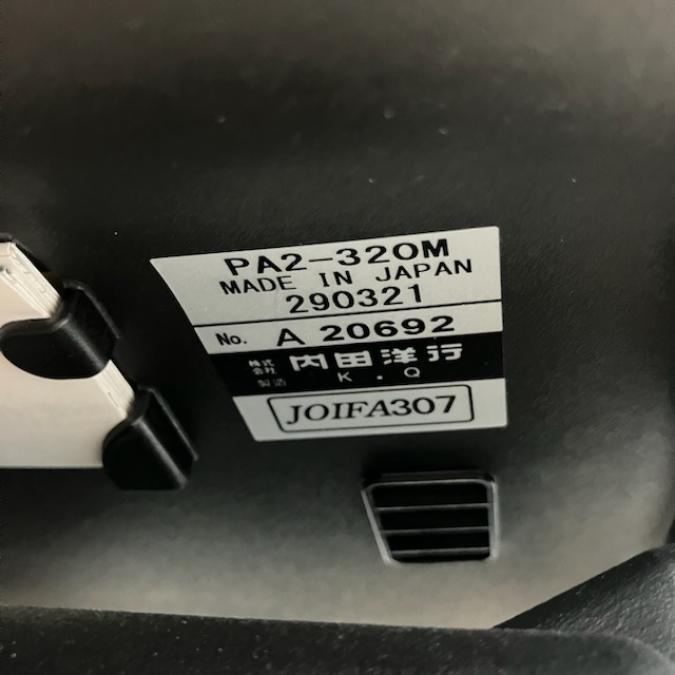 PA2-320M
MADE IN JAPAN
290321
No. A 20692
株式会社 内田洋行
製造 K.Q
JOIFA307